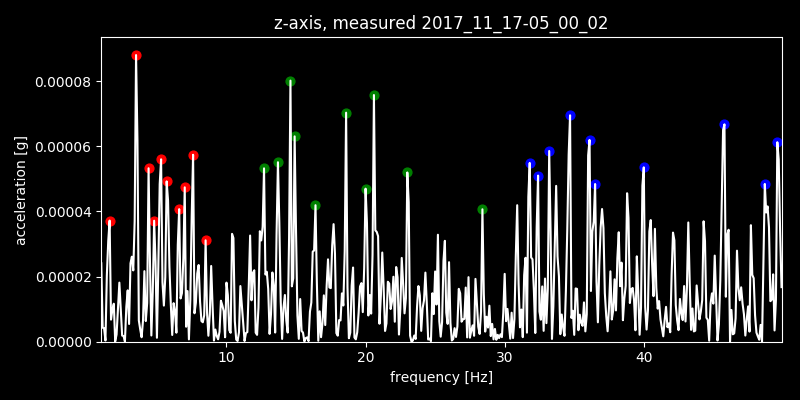 z-axis, measured 2017_11_17-05_00_02
0.00008
0.00006
0.00004
0.00002
0.00000
acceleration [g]
10 20 30 40
frequency [Hz]